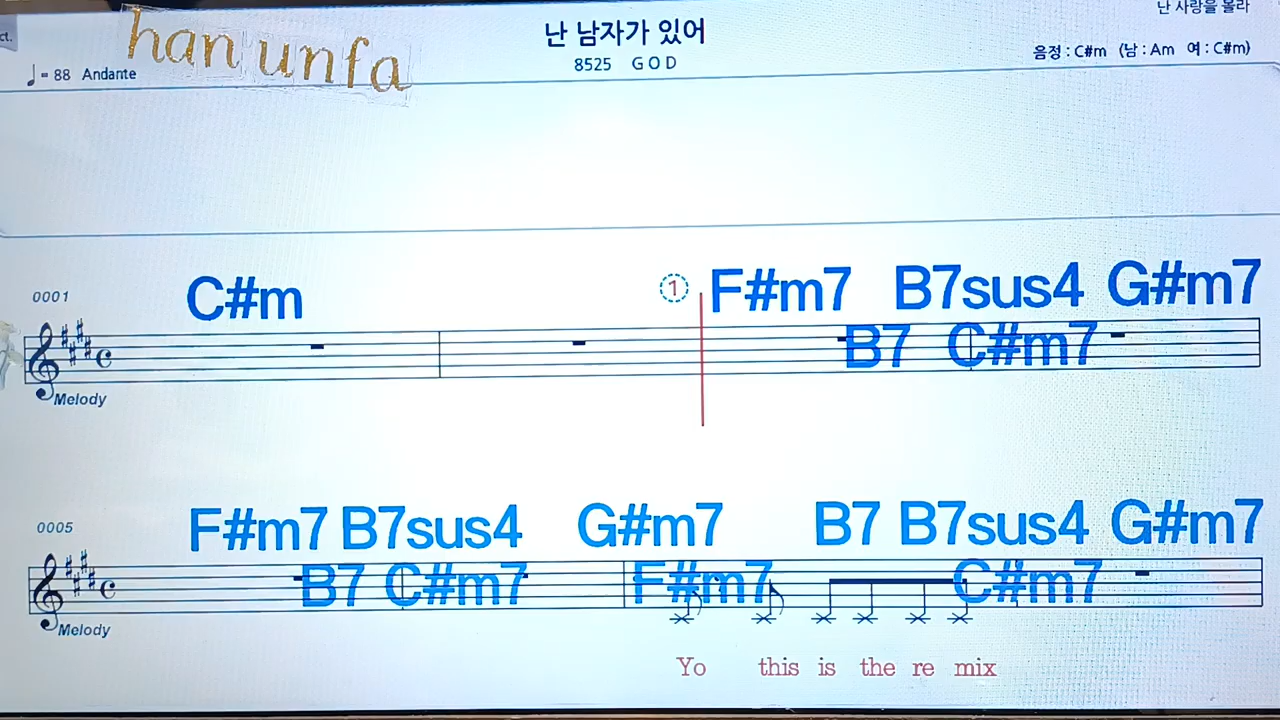 ct.
han unfa
난 사랑을 몰라
난 남자가 있어
음정 : C#m (남 : Am 여 : C#m)
♩= 88 Andante
8525 G O D
0001
C#m
① F#m7 B7sus4 G#m7
B7 C#m7
Melody
0005
F#m7 B7sus4 G#m7 B7 B7sus4 G#m7
B7 C#m7 F#m7 C#m7
Melody
Yo this is the re mix